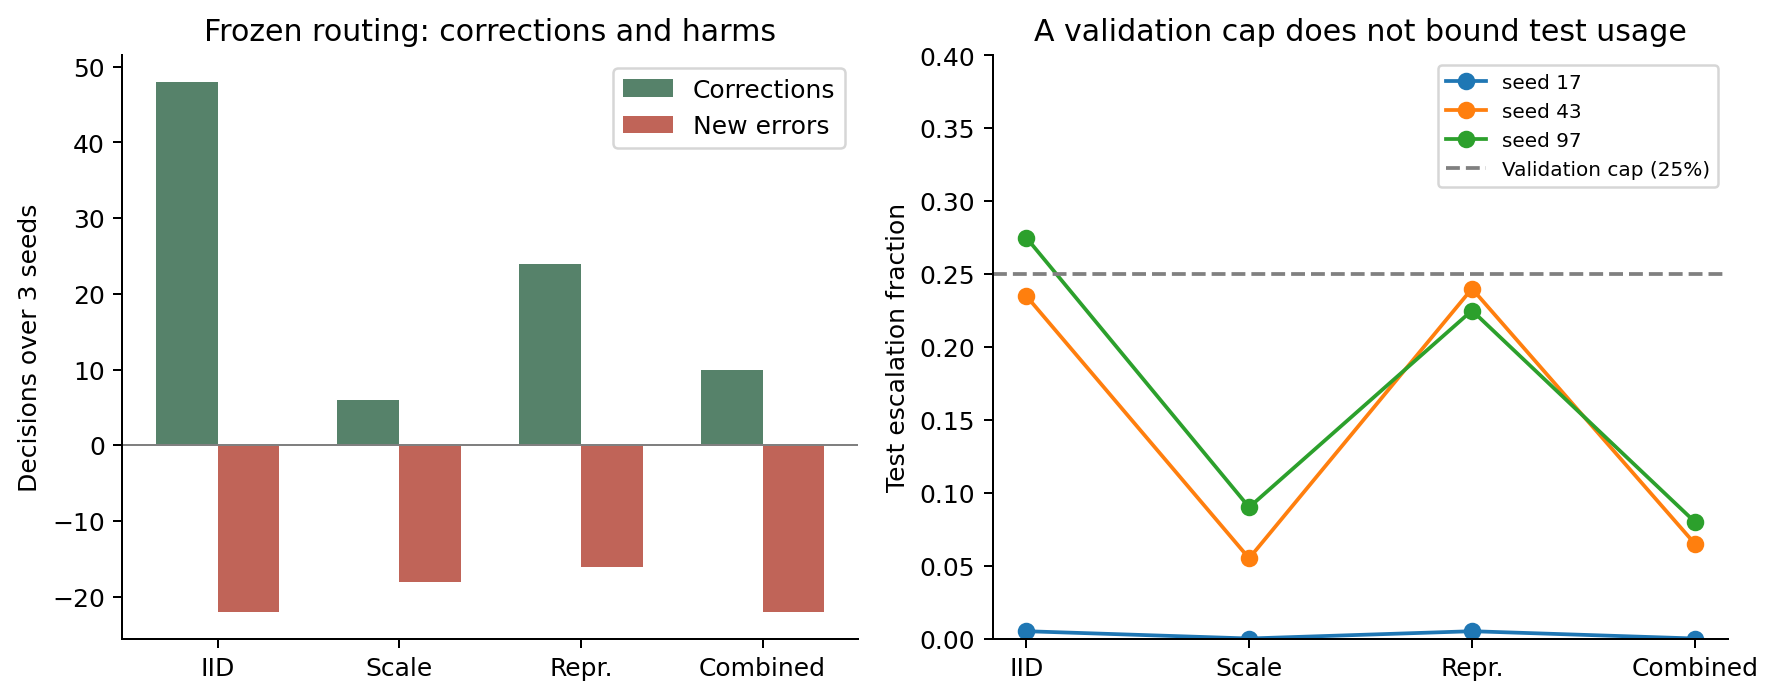 Frozen routing: corrections and harms
Decisions over 3 seeds
50
40
30
20
10
0
−10
−20
Corrections
New errors
IID
Scale
Repr.
Combined
A validation cap does not bound test usage
Test escalation fraction
0.40
0.35
0.30
0.25
0.20
0.15
0.10
0.05
0.00
seed 17
seed 43
seed 97
Validation cap (25%)
IID
Scale
Repr.
Combined